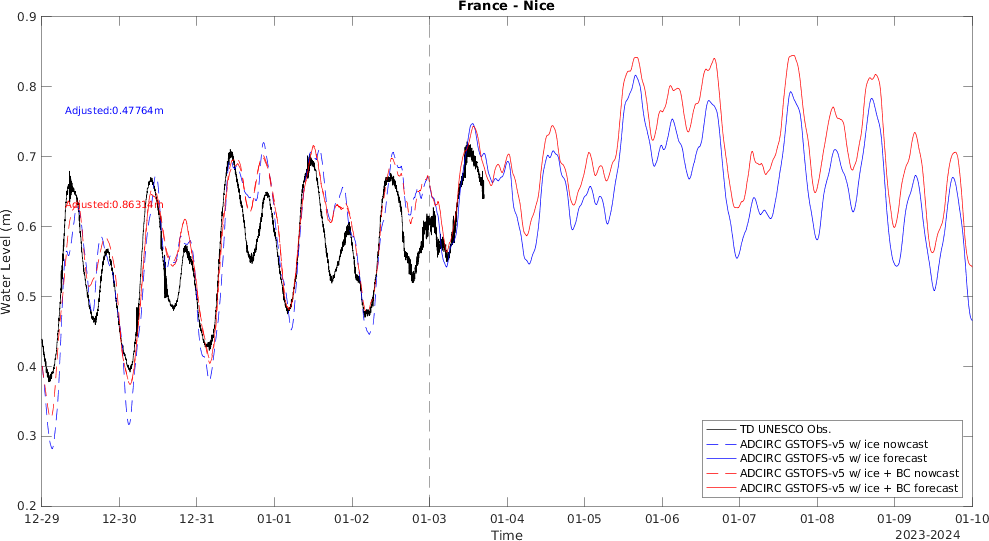 France - Nice
0.9
0.8
0.7
0.6
0.5
0.4
0.3
0.2
Water Level (m)
Adjusted:0.47764m
Adjusted:0.86314m
TD UNESCO Obs.
ADCIRC GSTOFS-v5 w/ ice nowcast
ADCIRC GSTOFS-v5 w/ ice forecast
ADCIRC GSTOFS-v5 w/ ice + BC nowcast
ADCIRC GSTOFS-v5 w/ ice + BC forecast
12-29 12-30 12-31 01-01 01-02 01-03 01-04 01-05 01-06 01-07 01-08 01-09 01-10
Time
2023-2024